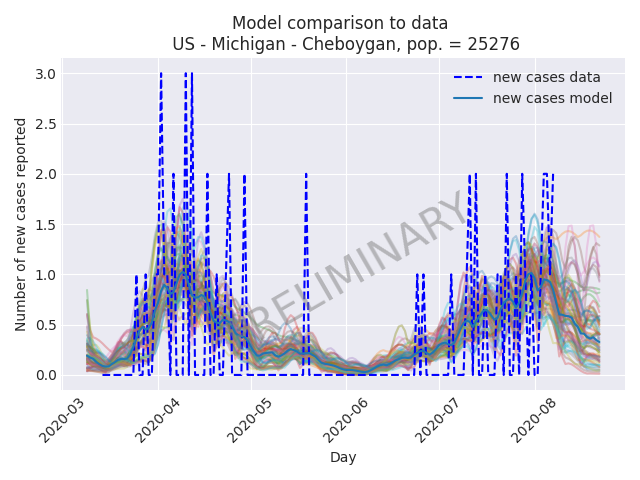 Model comparison to data
US - Michigan - Cheboygan, pop. = 25276
new cases data
new cases model
PRELIMINARY
Number of new cases reported
3.0
2.5
2.0
1.5
1.0
0.5
0.0
2020-03
2020-04
2020-05
2020-06
2020-07
2020-08
Day